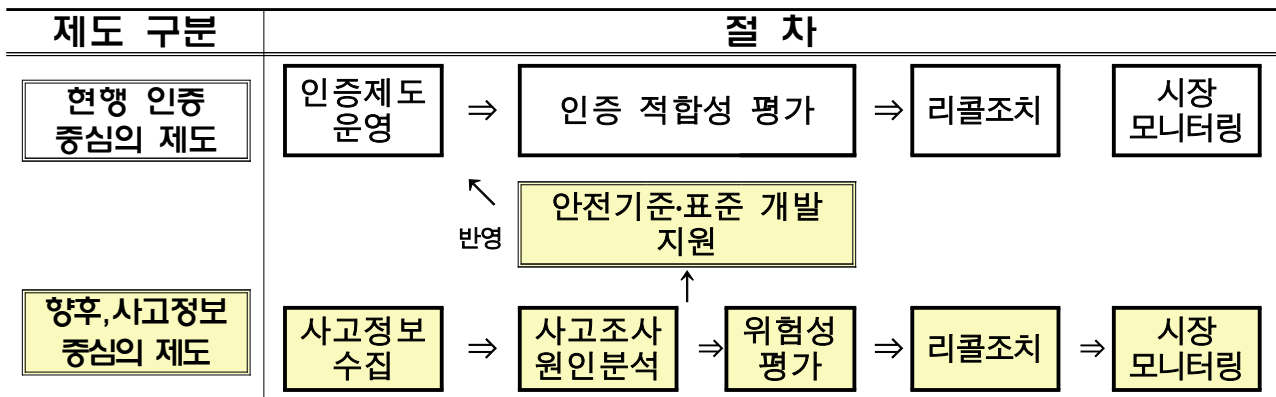 제도 구분
절 차
현행 인증
중심의 제도
인증제도
운영
⇒
인증 적합성 평가
⇒
리콜조치
시장
모니터링
↖
반영
안전기준·표준 개발
지원
↑
향후,사고정보
중심의 제도
사고정보
수집
⇒
사고조사
원인분석
⇒
위험성
평가
⇒
리콜조치
⇒
시장
모니터링